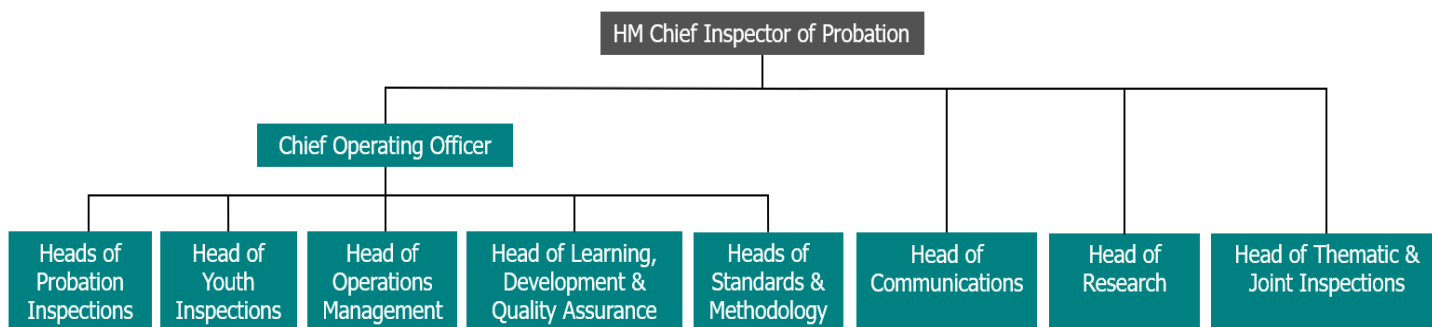 HM Chief Inspector of Probation
Chief Operating Officer
Heads of
Probation
Inspections
Head of
Youth
Inspections
Head of
Operations
Management
Head of Learning,
Development &
Quality Assurance
Heads of
Standards &
Methodology
Head of
Communications
Head of
Research
Head of Thematic &
Joint Inspections